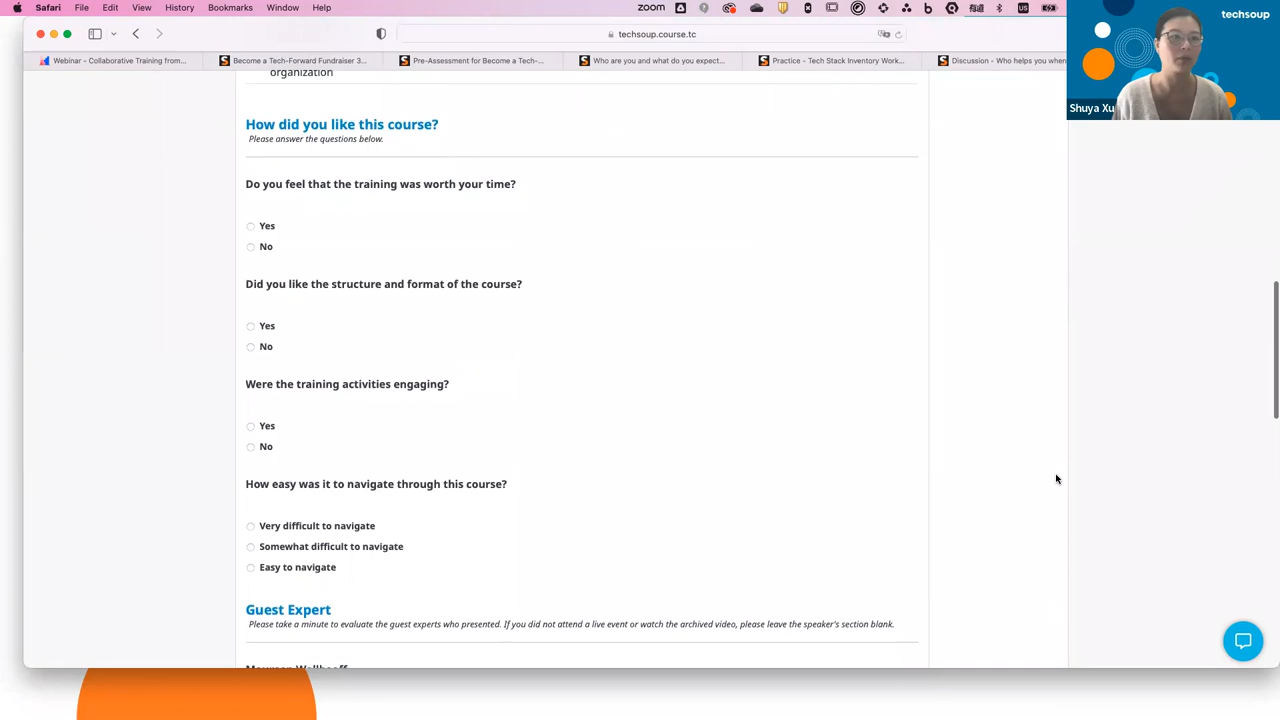 Safari File Edit View History Bookmarks Window Help
zoom
US
techsoup
techsoup.course.tc
Webinar - Collaborative Training from...
Become a Tech-Forward Fundraiser 3...
Pre-Assessment for Become a Tech-...
Who are you and what do you expect...
Practice - Tech Stack Inventory Work...
Discussion - Who helps you when
Shuya Xu
organization
How did you like this course?
Please answer the questions below.
Do you feel that the training was worth your time?
Yes
No
Did you like the structure and format of the course?
Yes
No
Were the training activities engaging?
Yes
No
How easy was it to navigate through this course?
Very difficult to navigate
Somewhat difficult to navigate
Easy to navigate
Guest Expert
Please take a minute to evaluate the guest experts who presented. If you did not attend a live event or watch the archived video, please leave the speaker's section blank.